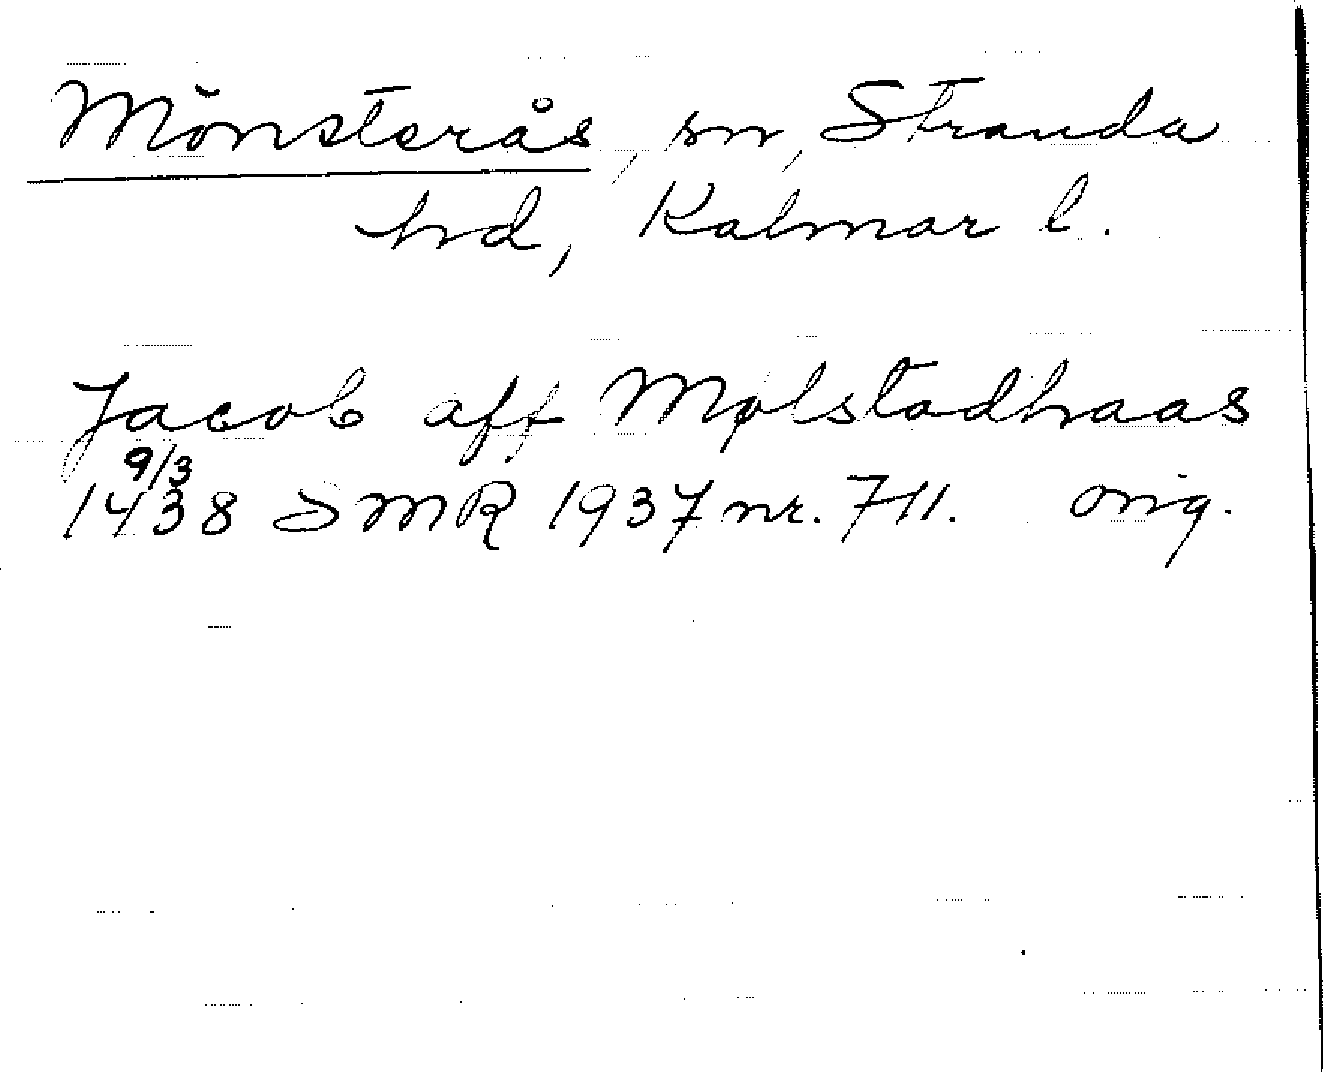 Mönsterås, sn, Stranda
hd, Kalmar l.
Jacob aff Mølstadhaas
9/3
1438 SMR 1937 nr. 711. orig.